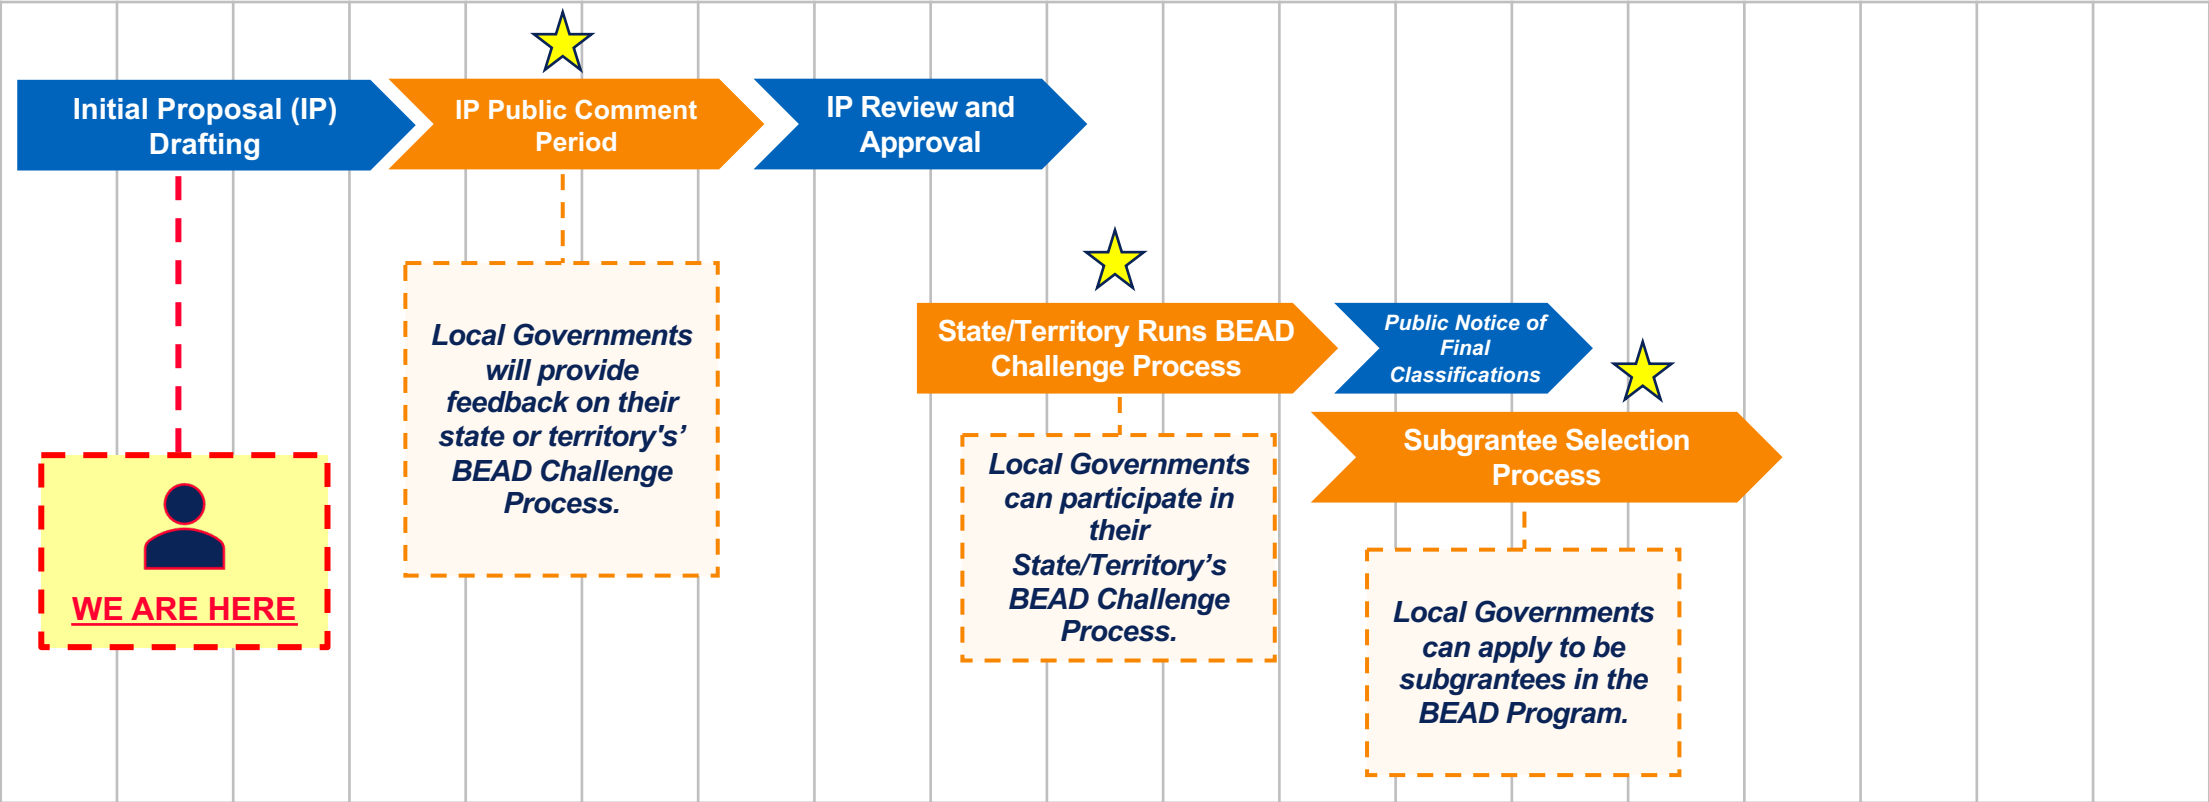 Initial Proposal (IP)
Drafting
IP Public Comment
Period
IP Review and
Approval
WE ARE HERE
Local Governments
will provide
feedback on their
state or territory's’
BEAD Challenge
Process.
State/Territory Runs BEAD
Challenge Process
Local Governments
can participate in
their
State/Territory’s
BEAD Challenge
Process.
Public Notice of
Final
Classifications
Subgrantee Selection
Process
Local Governments
can apply to be
subgrantees in the
BEAD Program.